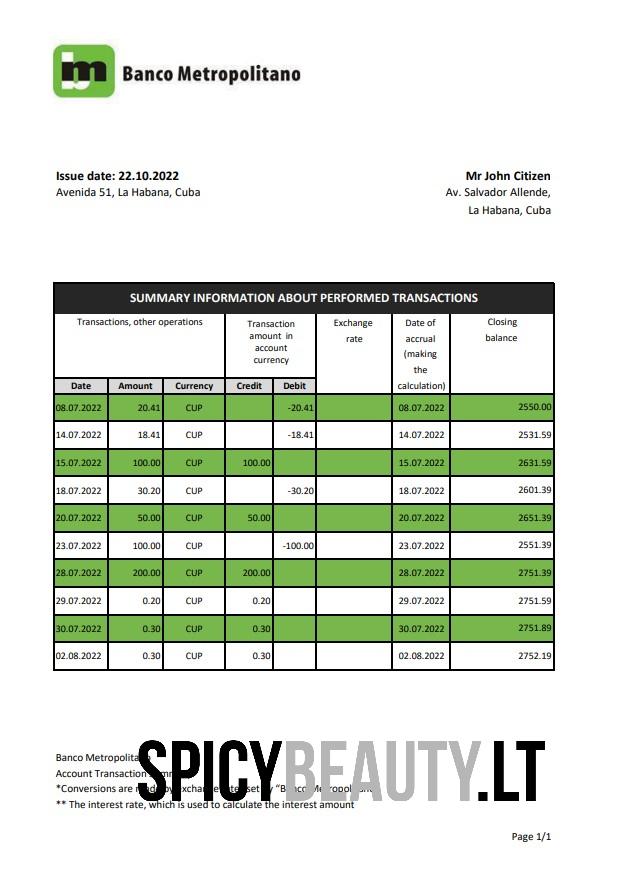 bm Banco Metropolitano
Issue date: 22.10.2022
Avenida 51, La Habana, Cuba
Mr John Citizen
Av. Salvador Allende,
La Habana, Cuba
SUMMARY INFORMATION ABOUT PERFORMED TRANSACTIONS
Transactions, other operations
Transaction
amount in
account
currency
Exchange
rate
Date of
accrual
(making
the
calculation)
Closing
balance
Date Amount Currency Credit Debit
08.07.2022 20.41 CUP -20.41 08.07.2022 2550.00
14.07.2022 18.41 CUP -18.41 14.07.2022 2531.59
15.07.2022 100.00 CUP 100.00 15.07.2022 2631.59
18.07.2022 30.20 CUP -30.20 18.07.2022 2601.39
20.07.2022 50.00 CUP 50.00 20.07.2022 2651.39
23.07.2022 100.00 CUP -100.00 23.07.2022 2551.39
28.07.2022 200.00 CUP 200.00 28.07.2022 2751.39
29.07.2022 0.20 CUP 0.20 29.07.2022 2751.59
30.07.2022 0.30 CUP 0.30 30.07.2022 2751.89
02.08.2022 0.30 CUP 0.30 02.08.2022 2752.19
Banco Metropolitano
Account Transaction
*Conversions are made by exchange set by "Banco Metropolitano"
** The interest rate, which is used to calculate the interest amount
SPICYBEAUTY.LT
Page 1/1